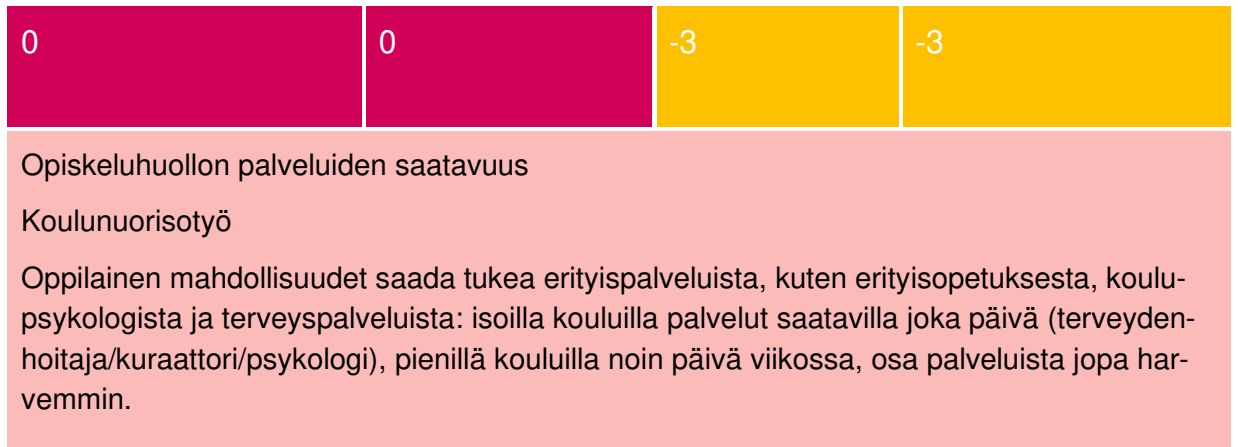 0 0 -3 -3
Opiskeluhuollon palveluiden saatavuus
Koulunuorisotyö
Oppilainen mahdollisuudet saada tukea erityispalveluista, kuten erityisopetuksesta, koulu-
psykologista ja terveyspalveluista: isoilla kouluilla palvelut saatavilla joka päivä (terveyden-
hoitaja/kuraattori/psykologi), pienillä kouluilla noin päivä viikossa, osa palveluista jopa har-
vemmin.